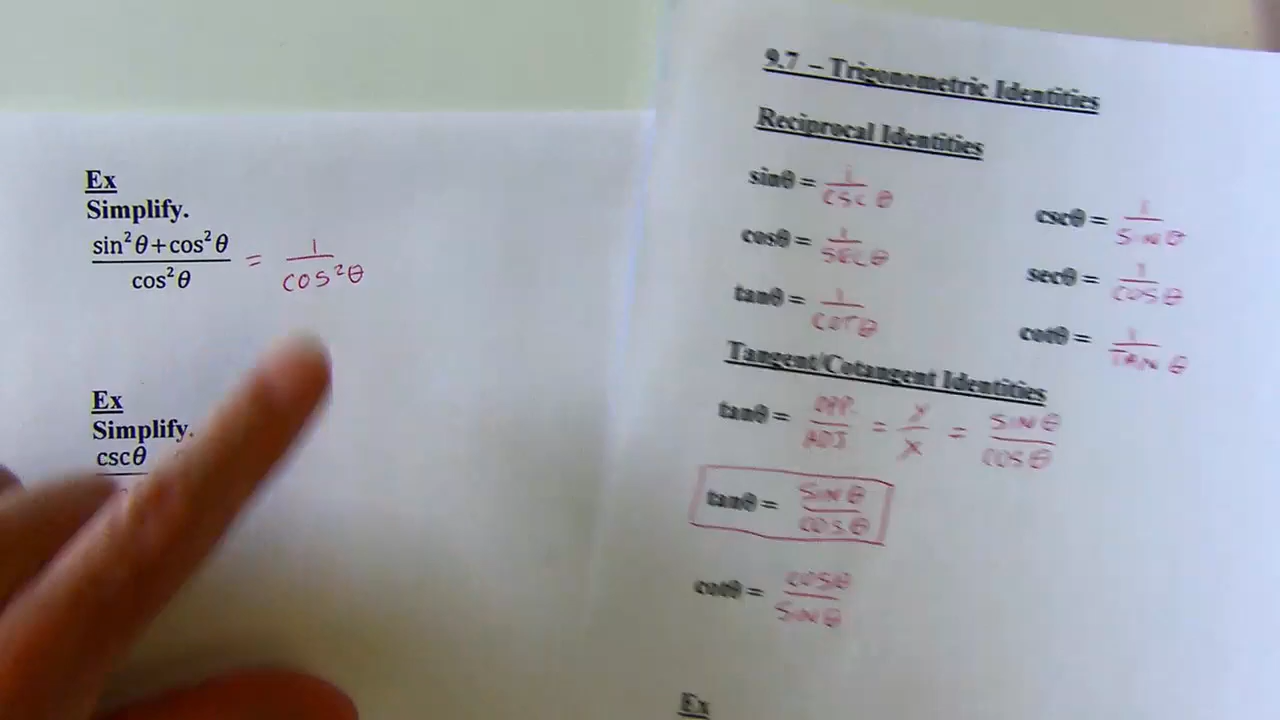 Ex
Simplify.
sin²θ+cos²θ / cos²θ = 1 / COS²θ
Ex
Simplify.
cscθ
9.7 – Trigonometric Identities
Reciprocal Identities
sinθ = 1 / CSC θ
cscθ = 1 / SIN θ
cosθ = 1 / SEC θ
secθ = 1 / COS θ
tanθ = 1 / COT θ
cotθ = 1 / TAN θ
Tangent/Cotangent Identities
tanθ = OPP. / ADJ = Y / X = SIN θ / COS θ
tanθ = SIN θ / COS θ
cotθ = COS θ / SIN θ
Ex